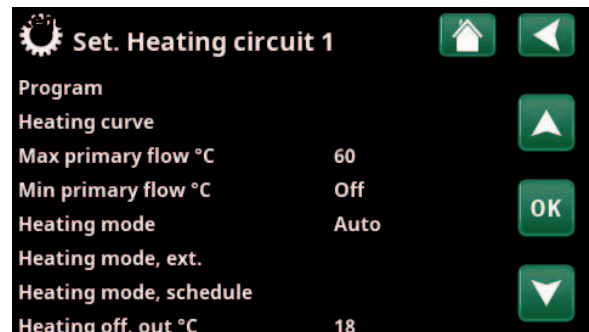 Set. Heating circuit 1
Program
Heating curve
Max primary flow °C 60
Min primary flow °C Off
Heating mode Auto
OK
Heating mode, ext.
Heating mode, schedule
Heating off, out °C 18